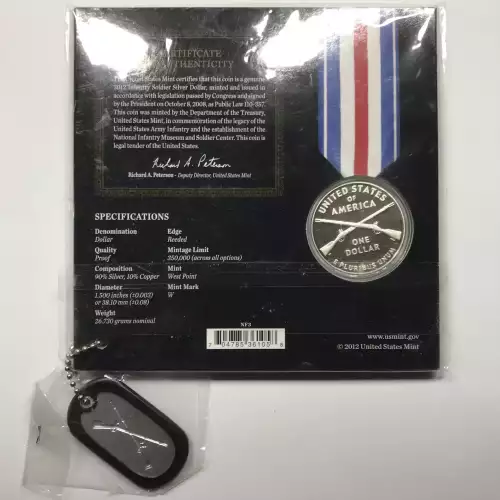 CERTIFICATE
AUTHENTICITY
States Mint certifies that this coin is a genuine
2012 Infantry Soldier Silver Dollar, minted and issued in
accordance with legislation passed by Congress and signed
by the President on October 8, 2008, as Public Law 110-357.
This coin was minted by the Department of the Treasury,
United States Mint, in commemoration of the legacy of the
United States Army Infantry and the establishment of the
National Infantry Museum and Soldier Center. This coin is
legal tender of the United States.
Richard A. Peterson
Richard A. Peterson - Deputy Director, United States Mint
SPECIFICATIONS
Denomination
Dollar
Quality
Proof
Composition
90% Silver, 10% Copper
Diameter
1.500 inches (±0.003)
or 38.10 mm (±0.08)
Weight
26.730 grams nominal
Edge
Reeded
Mintage Limit
350,000 (across all options)
Mint
West Point
Mint Mark
W
UNITED STATES
OF
AMERICA
ONE
DOLLAR
E PLURIBUS UNUM
NF3
www.usmint.gov
© 2012 United States Mint